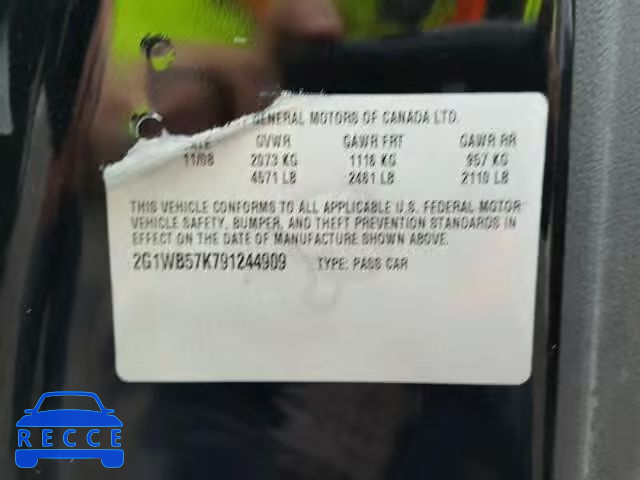 GENERAL MOTORS OF CANADA LTD.
GVWR GAWR FRT GAWR RR
11/08 2073 KG 1116 KG 957 KG
4571 LB 2461 LB 2110 LB
THIS VEHICLE CONFORMS TO ALL APPLICABLE U.S. FEDERAL MOTOR
VEHICLE SAFETY, BUMPER, AND THEFT PREVENTION STANDARDS IN
EFFECT ON THE DATE OF MANUFACTURE SHOWN ABOVE.
2G1WB57K791244909 TYPE: PASS CAR
RECCE